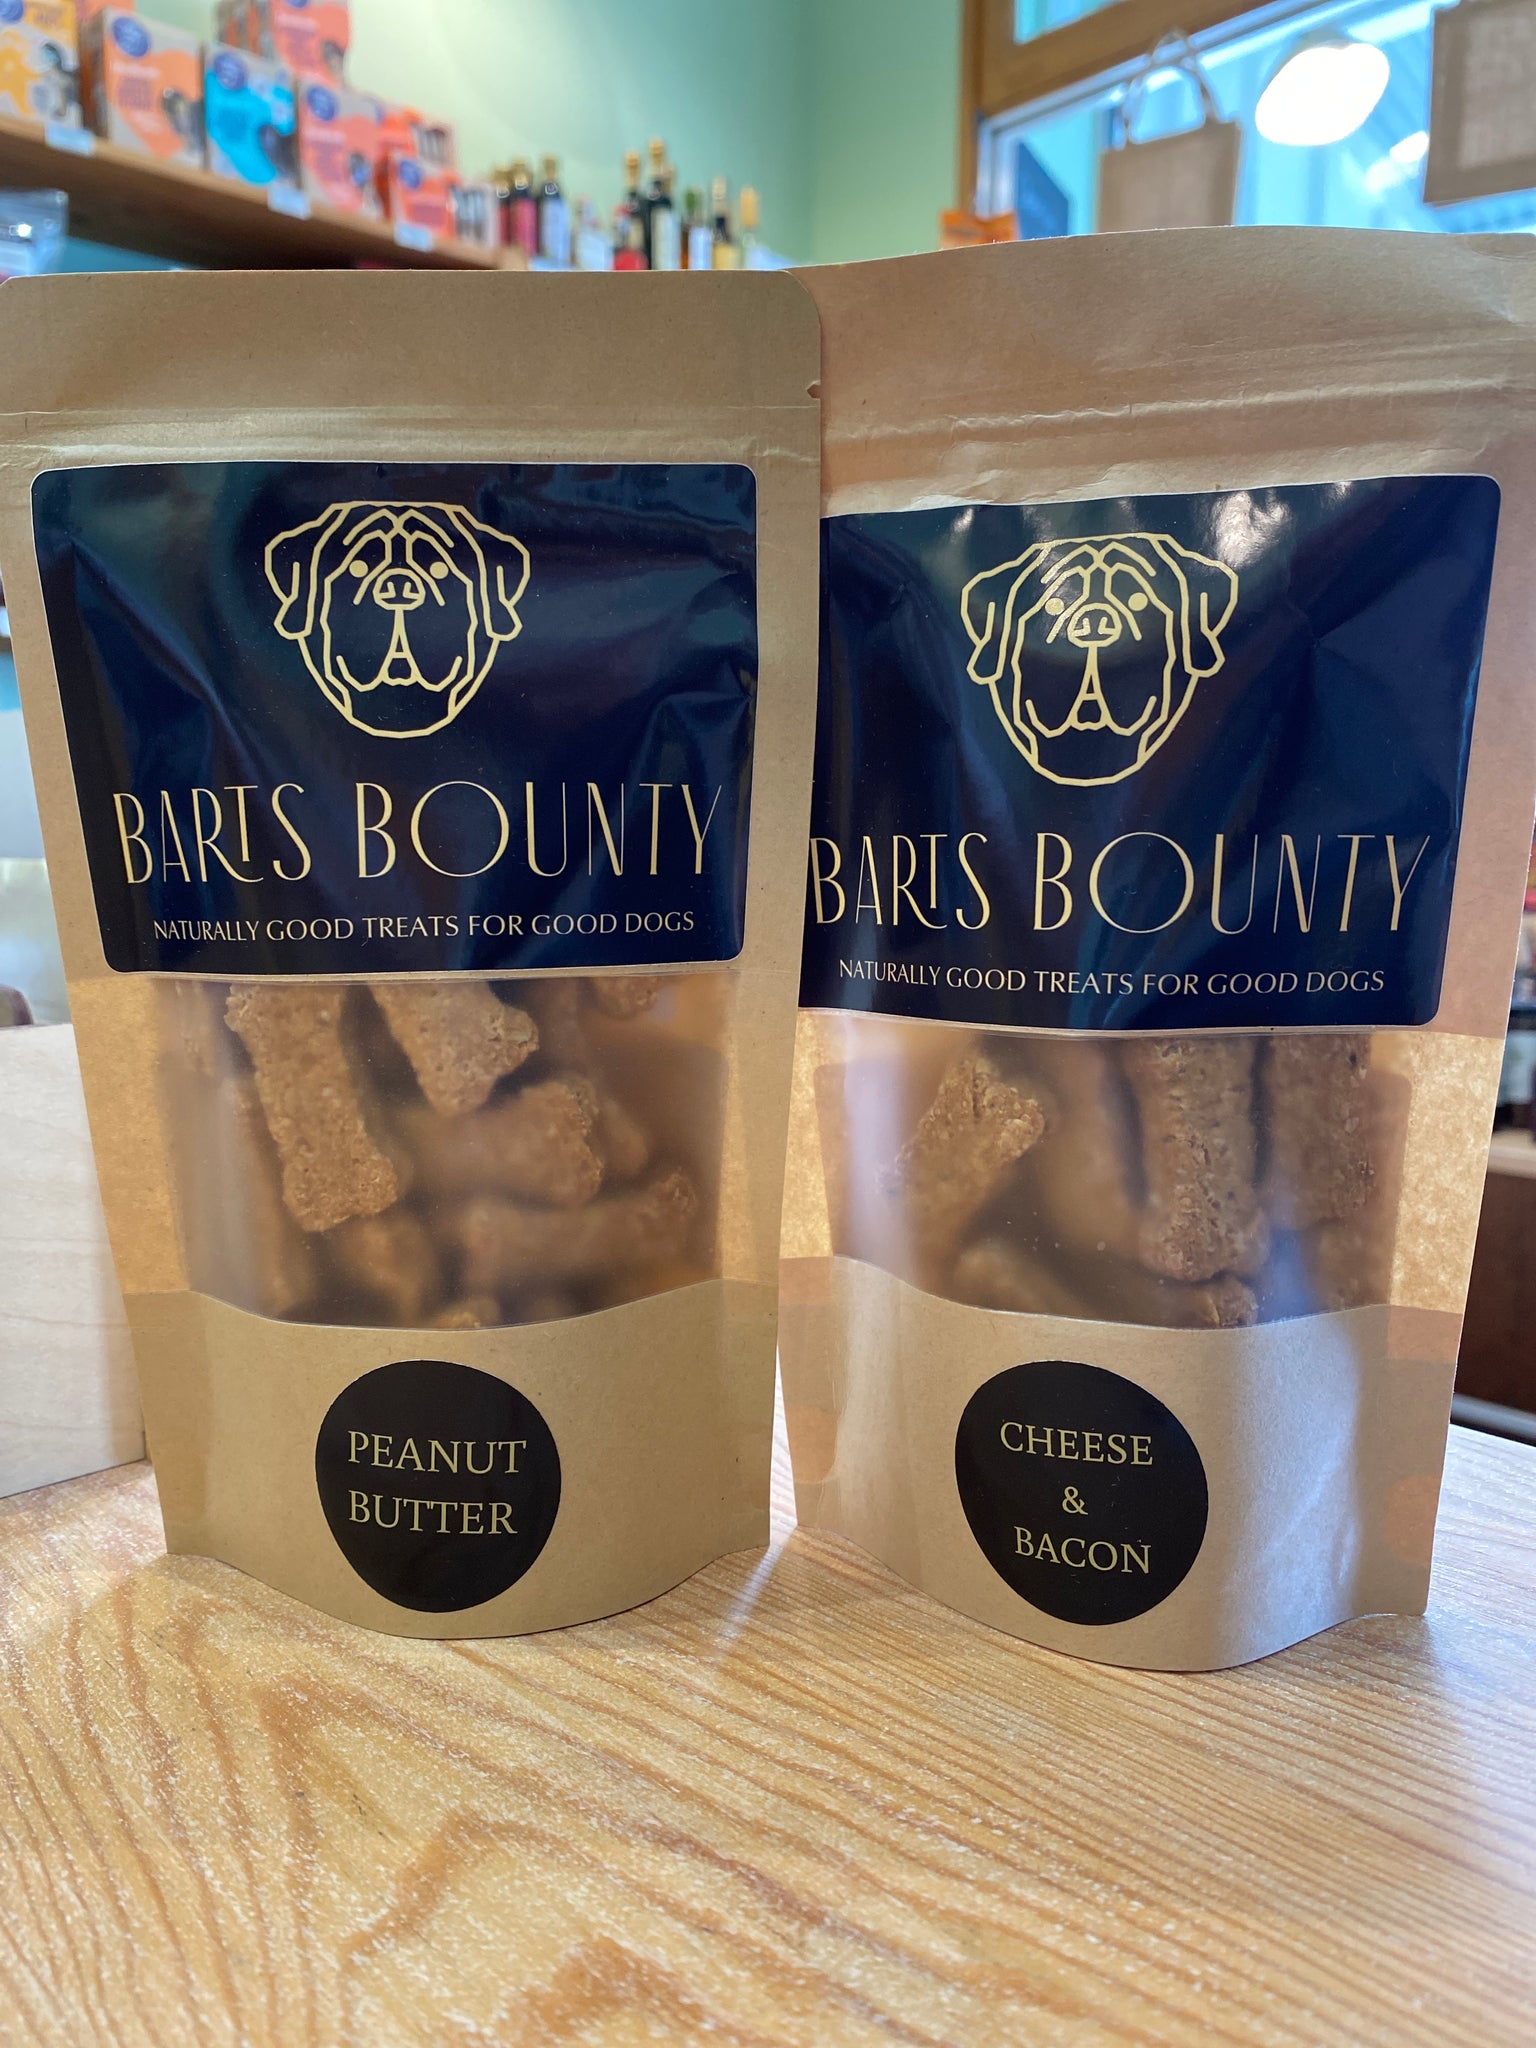 BARTS BOUNTY
NATURALLY GOOD TREATS FOR GOOD DOGS
PEANUT
BUTTER
BARTS BOUNTY
NATURALLY GOOD TREATS FOR GOOD DOGS
CHEESE
&
BACON